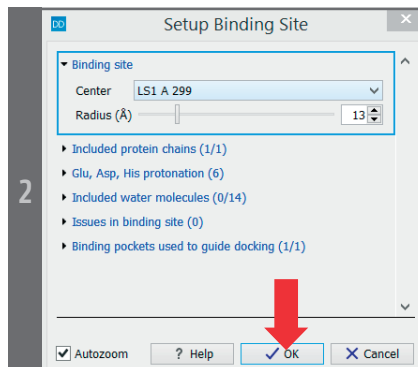 DD Setup Binding Site X
Binding site
Center LS1 A 299
Radius (Å) 13
Included protein chains (1/1)
Glu, Asp, His protonation (6)
2
Included water molecules (0/14)
Issues in binding site (0)
Binding pockets used to guide docking (1/1)
Autozoom ? Help OK Cancel